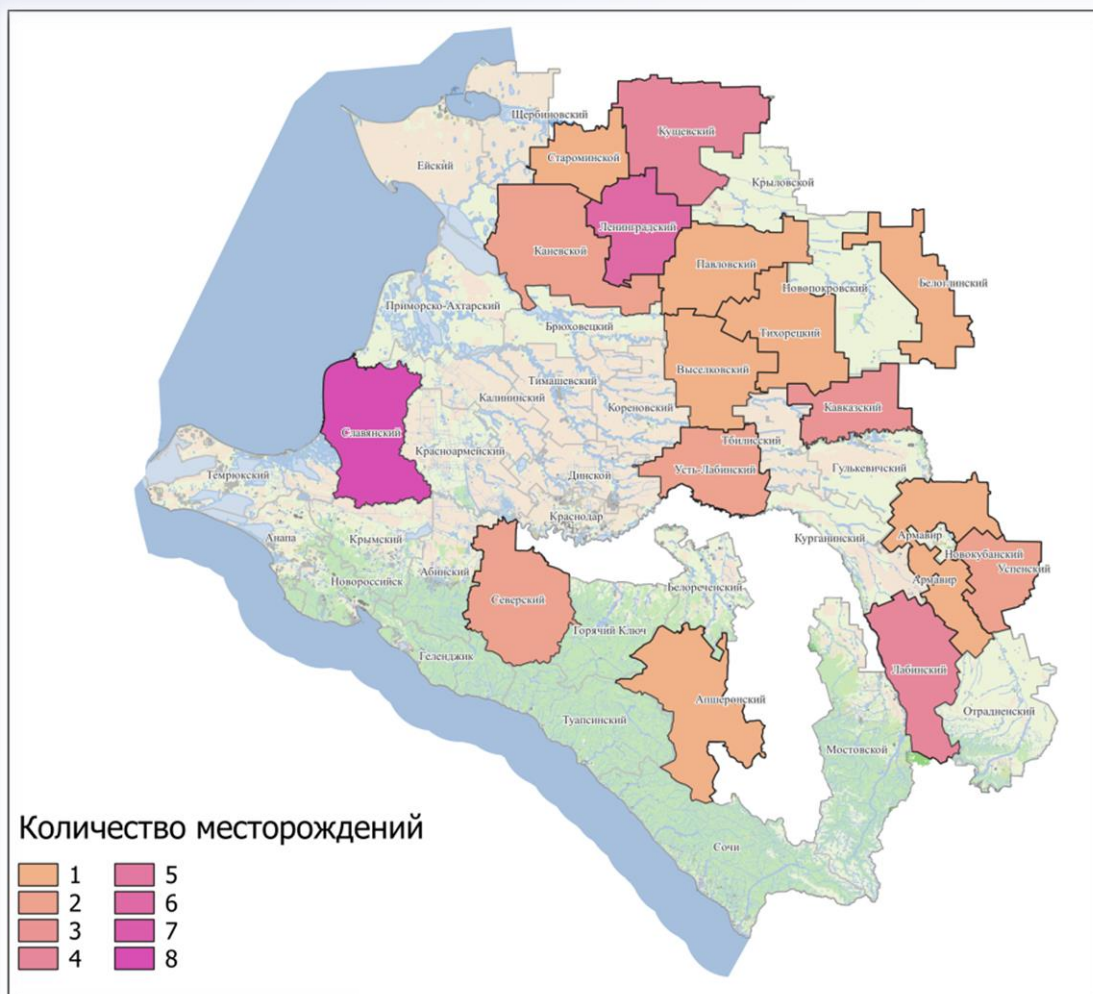 Щербиновский
Кущевский
Староминской
Ейский
Крыловской
Ленинградский
Каневской
Павловский
Белоглинский
Новопокровский
Приморско-Ахтарский
Брюховецкий
Тихорецкий
Выселковский
Тимашевский
Калининский
Кореновский
Кавказский
Славянский
Тбилисский
Красноармейский
Усть-Лабинский
Гулькевичский
Темрюкский
Динской
Краснодар
Анапа
Крымский
Курганинский
Армавир
Новокубанский
Абинский
Новороссийск
Армавир
Успенский
Белореченский
Северский
Горячий Ключ
Геленджик
Лабинский
Апшеронский
Отрадненский
Туапсинский
Мостовской
Сочи
Количество месторождений
1 5
2 6
3 7
4 8